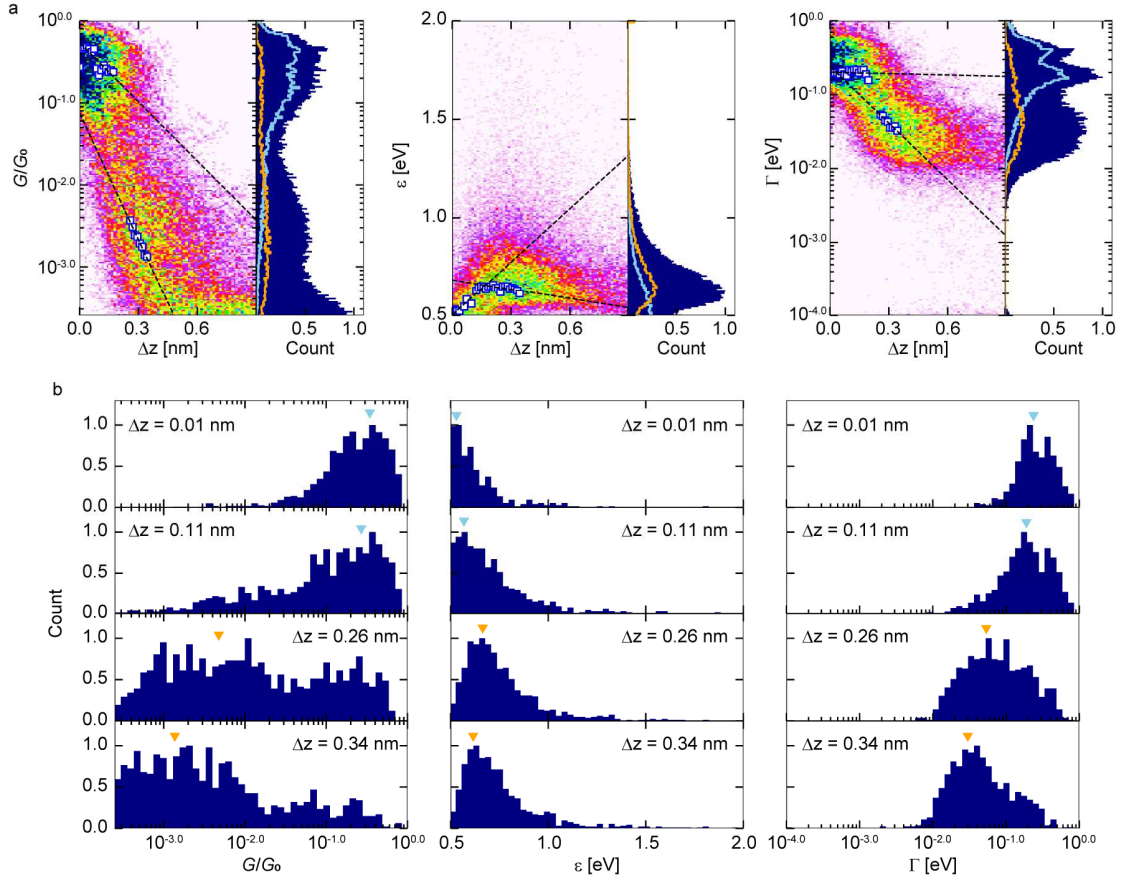 a
10^0.0
10^-1.0
10^-2.0
10^-3.0
G/G₀
0.0 0.3 0.6
0.5 1.0
Δz [nm]
Count
2.0
1.5
1.0
0.5
ε [eV]
0.0 0.3 0.6
0.5 1.0
Δz [nm]
Count
10^0.0
10^-1.0
10^-2.0
10^-3.0
10^-4.0
Γ [eV]
0.0 0.3 0.6
0.5 1.0
Δz [nm]
Count
b
Count
1.0
0.5
0.0
Δz = 0.01 nm
Δz = 0.01 nm
Δz = 0.01 nm
1.0
0.5
0.0
Δz = 0.11 nm
Δz = 0.11 nm
Δz = 0.11 nm
1.0
0.5
0.0
Δz = 0.26 nm
Δz = 0.26 nm
Δz = 0.26 nm
1.0
0.5
0.0
Δz = 0.34 nm
Δz = 0.34 nm
Δz = 0.34 nm
10^-3.0 10^-2.0 10^-1.0 10^0.0
G/G₀
0.5 1.0 1.5 2.0
ε [eV]
10^-4.0 10^-3.0 10^-2.0 10^-1.0 10^0.0
Γ [eV]